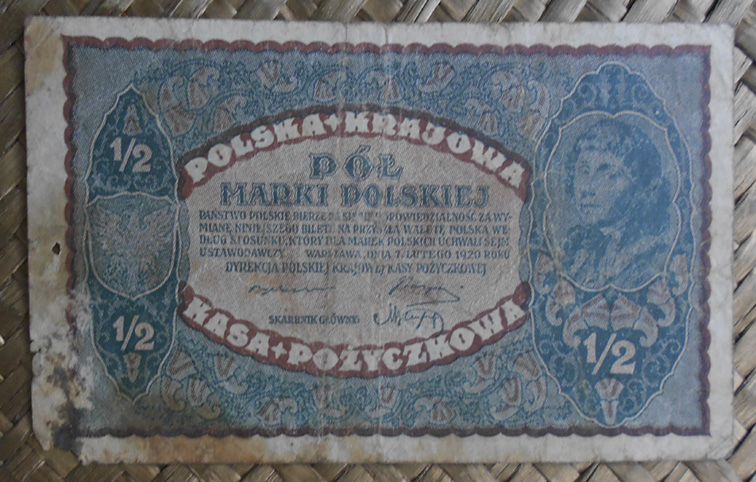 POLSKA KRAJOWA
1/2
PÓŁ
MARKI POLSKIEJ
PAŃSTWO POLSKIE BIERZE NA SIEBIE ODPOWIEDZIALNOŚĆ ZA WY-
MIANĘ NINIEJSZEGO BILETU NA PRZYSZŁĄ WALUTĘ POLSKĄ WE-
DŁUG STOSUNKU, KTÓRY DLA MAREK POLSKICH UCHWALI SEJM
USTAWODAWCZY. WARSZAWA, DNIA 7. LUTEGO 1920 ROKU
DYREKCJA POLSKIEJ KRAJOWEJ KASY POŻYCZKOWEJ
SKARBNIK GŁÓWNY:
1/2
1/2
KASA POŻYCZKOWA